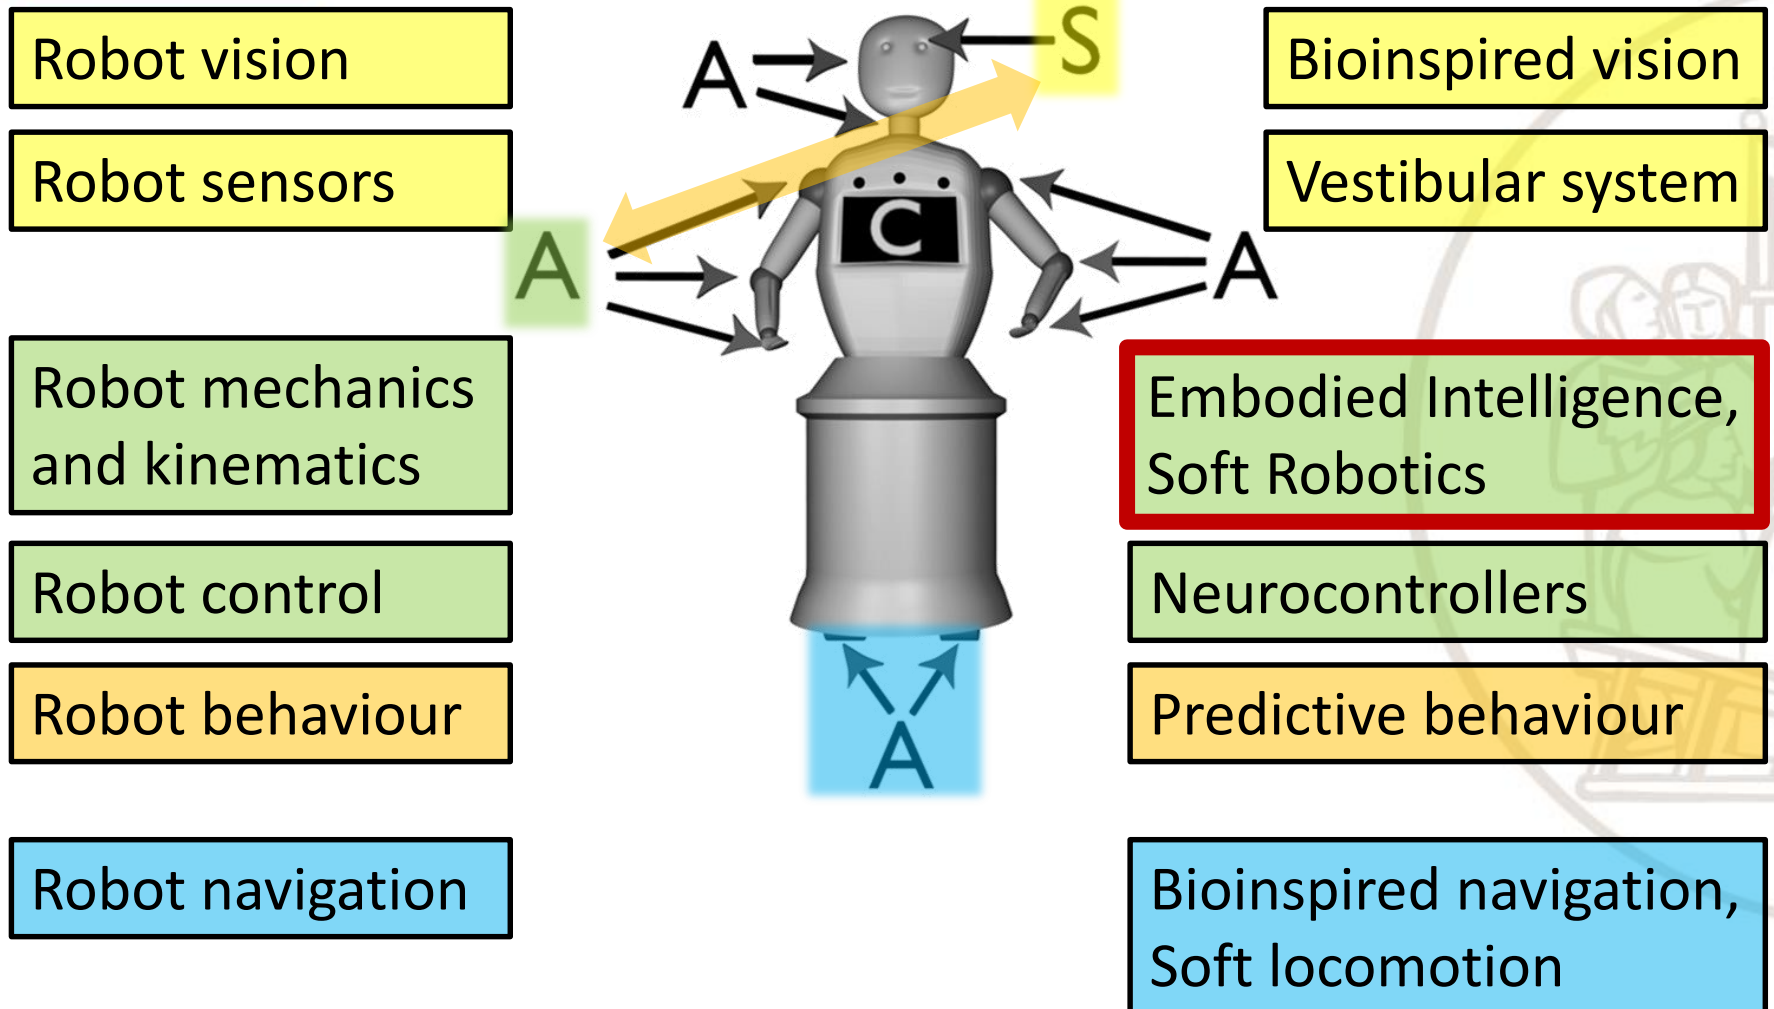 Robot vision
Robot sensors
Robot mechanics
and kinematics
Robot control
Robot behaviour
Robot navigation
A
S
A
C
A
A
Bioinspired vision
Vestibular system
Embodied Intelligence,
Soft Robotics
Neurocontrollers
Predictive behaviour
Bioinspired navigation,
Soft locomotion